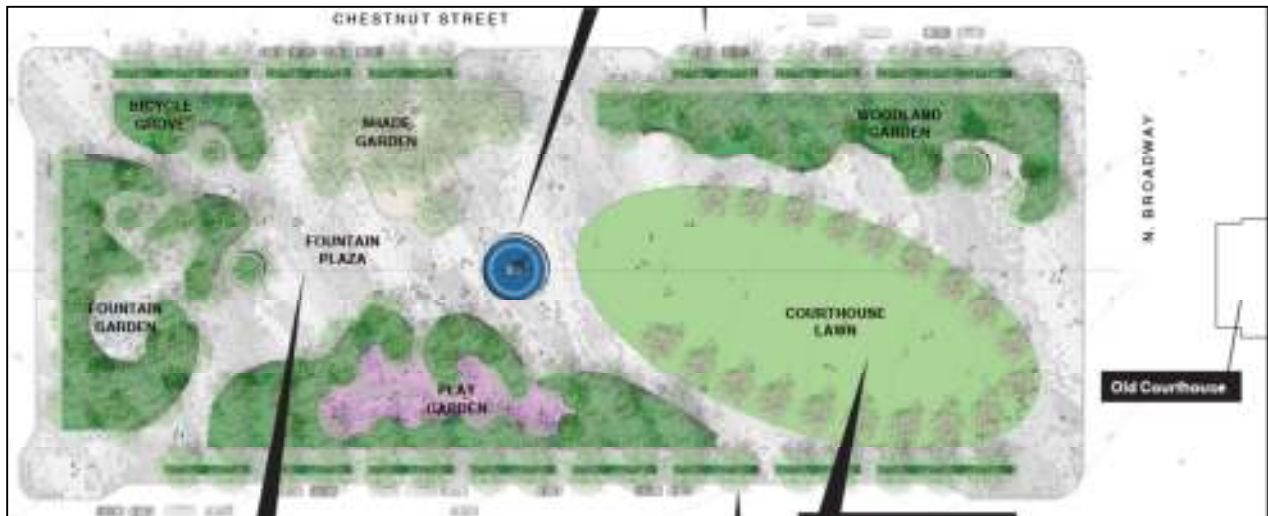 CHESTNUT STREET
BICYCLE
GROVE
SHADE
GARDEN
WOODLAND
GARDEN
N. BROADWAY
FOUNTAIN
PLAZA
FOUNTAIN
GARDEN
COURTHOUSE
LAWN
PLAY
GARDEN
Old Courthouse